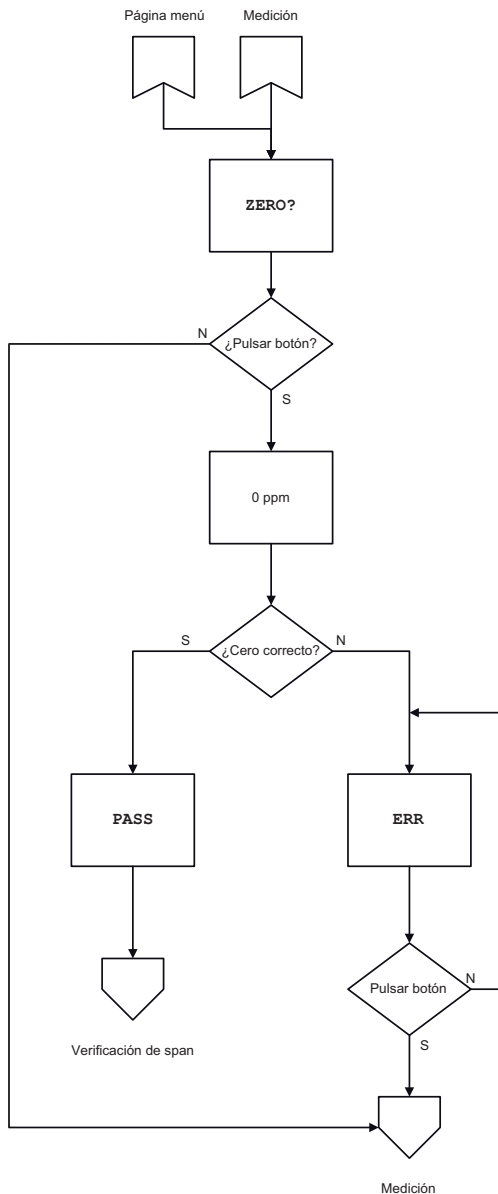 Página menú
Medición
ZERO?
N
¿Pulsar botón?
S
0 ppm
S
¿Cero correcto?
N
PASS
ERR
Pulsar botón
N
S
Verificación de span
Medición